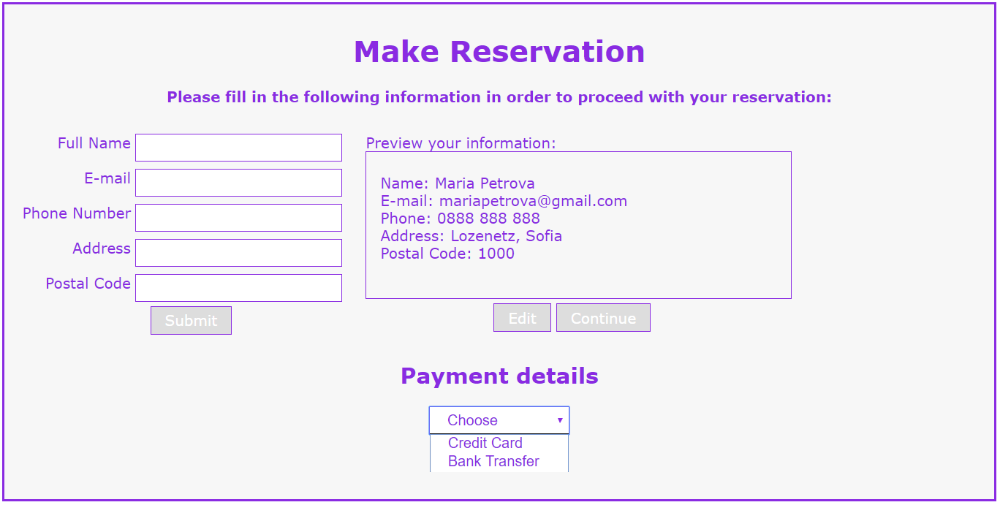 Make Reservation
Please fill in the following information in order to proceed with your reservation:
Full Name
E-mail
Phone Number
Address
Postal Code
Submit
Preview your information:
Name: Maria Petrova
E-mail: mariapetrova@gmail.com
Phone: 0888 888 888
Address: Lozenetz, Sofia
Postal Code: 1000
Edit Continue
Payment details
Choose
Credit Card
Bank Transfer